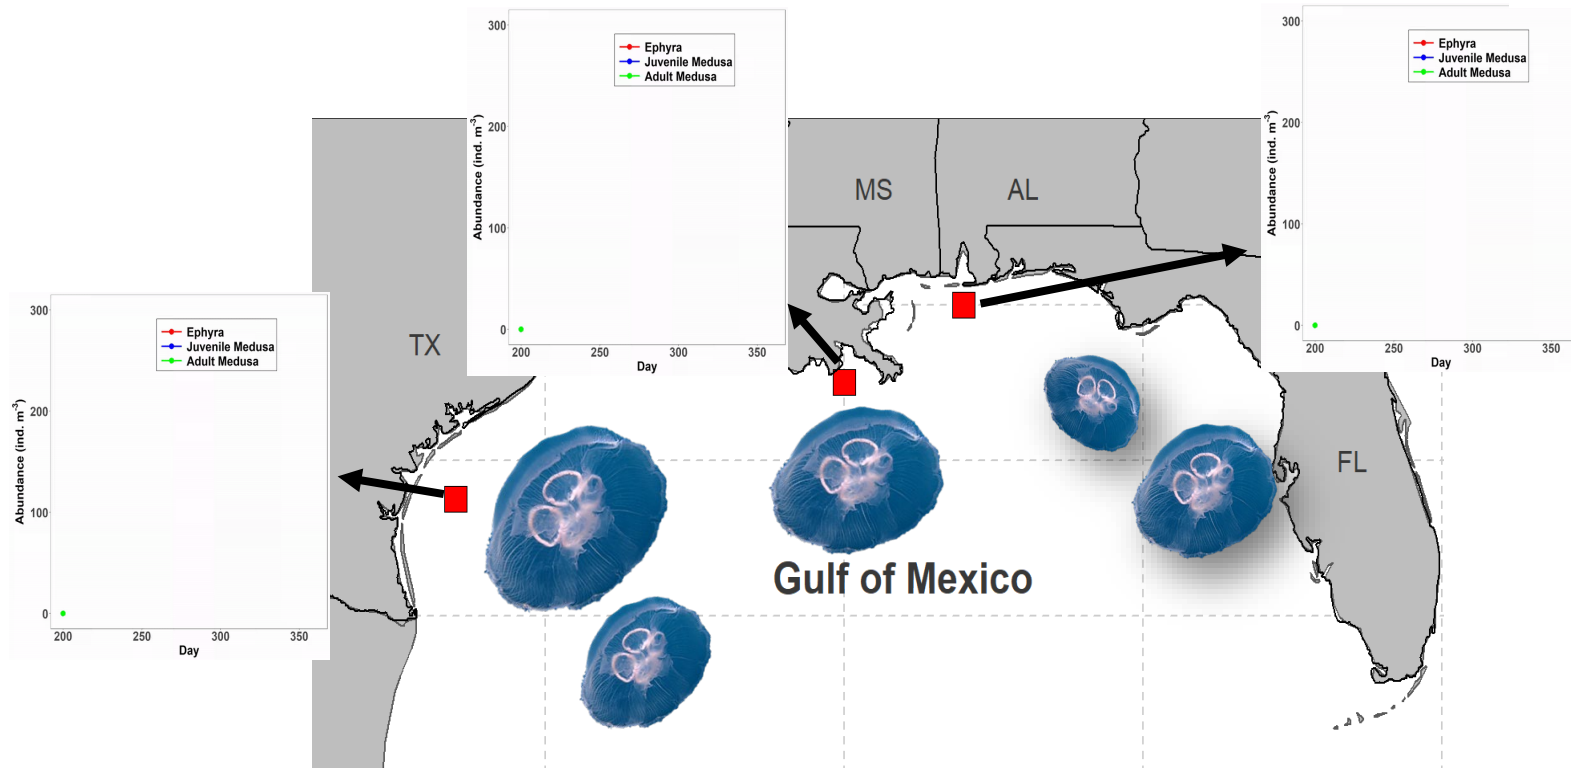 300
200
100
0
Abundance (ind. m-3)
Ephyra
Juvenile Medusa
Adult Medusa
200 250 300 350
Day
300
200
100
0
Abundance (ind. m-3)
Ephyra
Juvenile Medusa
Adult Medusa
200 250 300 350
Day
MS
AL
TX
300
200
100
0
Abundance (ind. m-3)
Ephyra
Juvenile Medusa
Adult Medusa
200 250 300 350
Day
FL
Gulf of Mexico